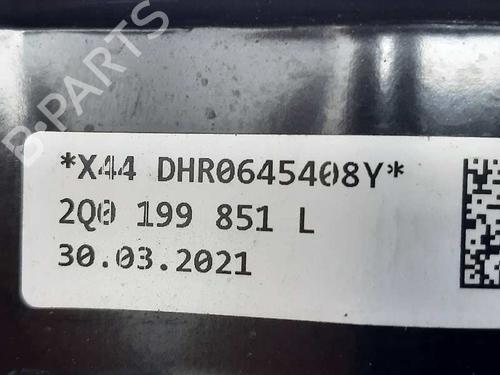 B-PARTS
*X44 DHR0645408Y*
2Q0 199 851 L
30.03.2021